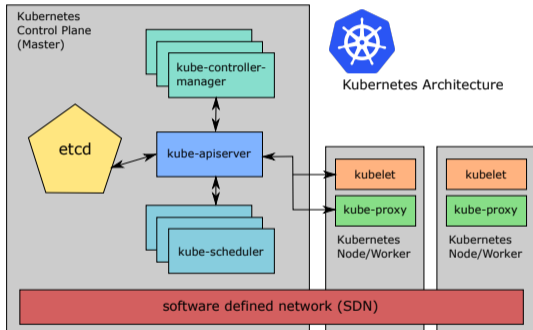 Kubernetes
Control Plane
(Master)
kube-controller-
manager
Kubernetes Architecture
etcd
kube-apiserver
kubelet
kubelet
kube-proxy
kube-proxy
kube-scheduler
Kubernetes
Node/Worker
Kubernetes
Node/Worker
software defined network (SDN)